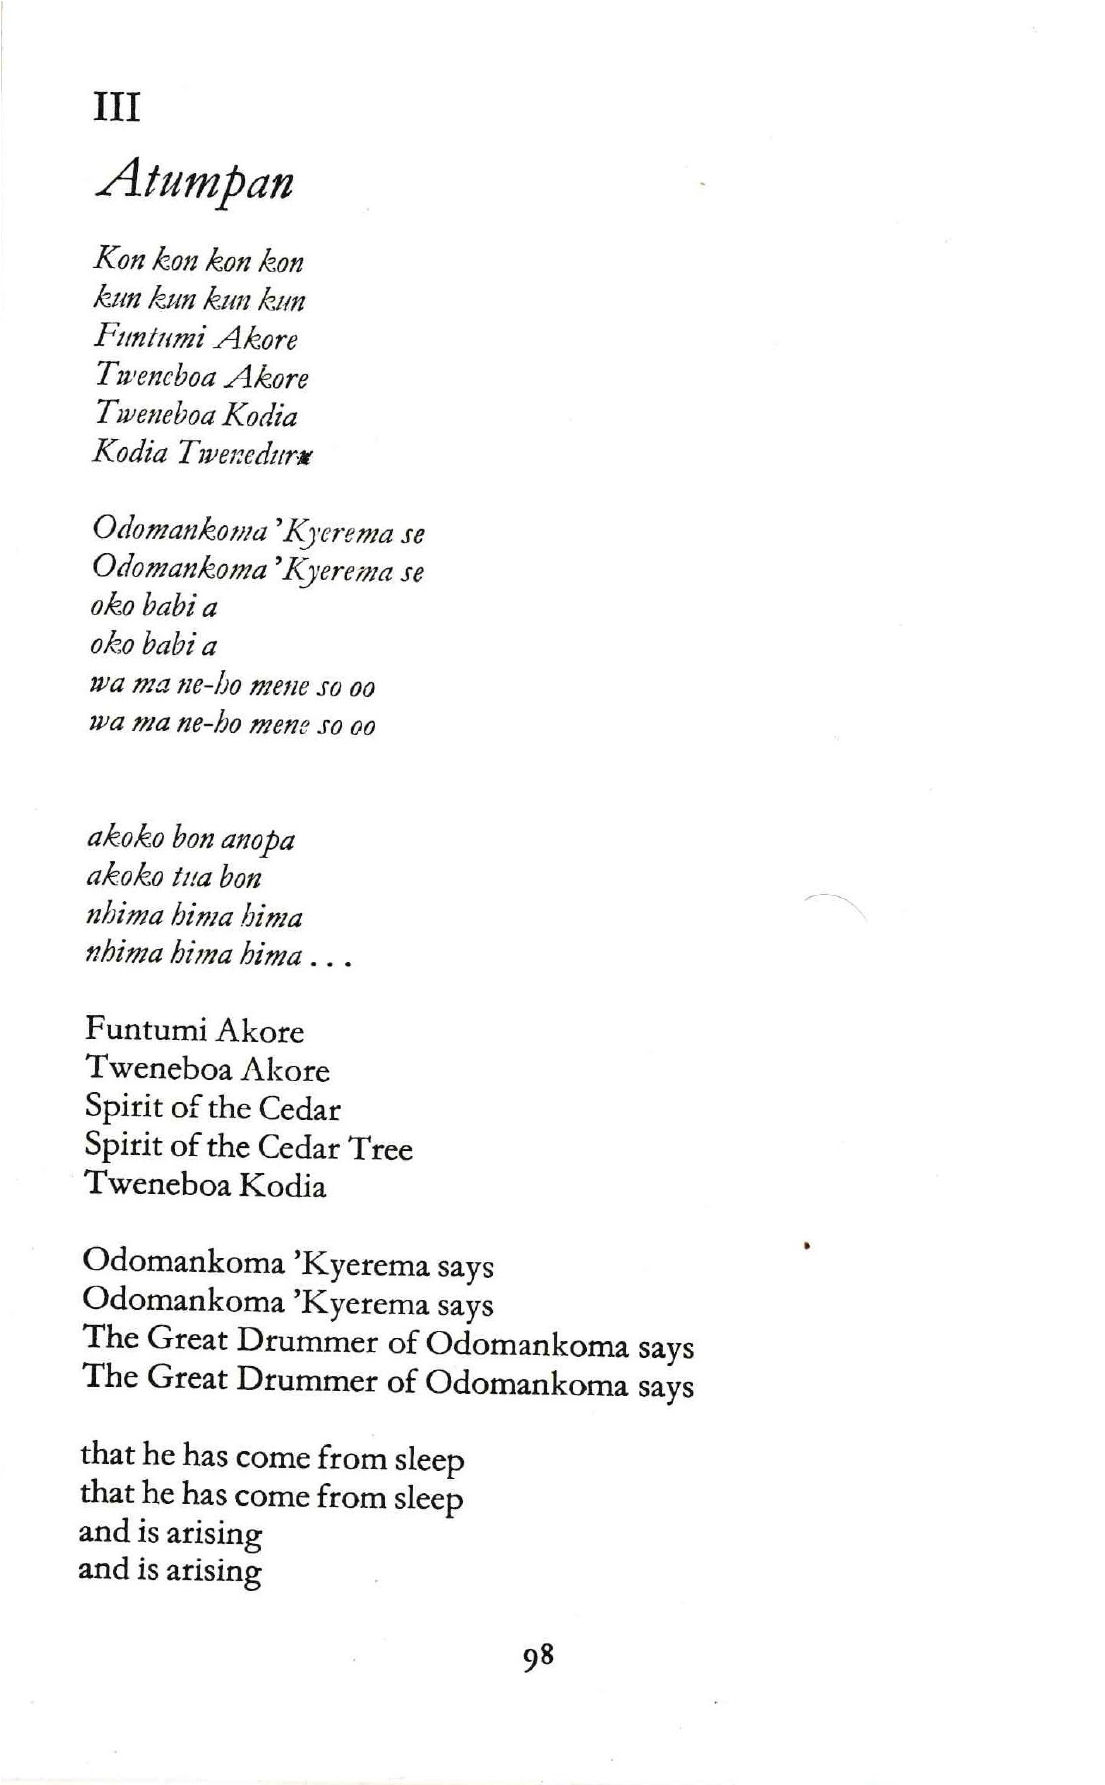 III
Atumpan
Kon kon kon kon
kun kun kun kun
Funtumi Akore
Tweneboa Akore
Tweneboa Kodia
Kodia Twenedur
Odomankoma 'Kyerema se
Odomankoma 'Kyerema se
oko babi a
oko babi a
wa ma ne-ho mene so oo
wa ma ne-ho mene so oo
akoko bon anopa
akoko tua bon
nhima hima hima
nhima hima hima . . .
Funtumi Akore
Tweneboa Akore
Spirit of the Cedar
Spirit of the Cedar Tree
Tweneboa Kodia
Odomankoma 'Kyerema says
Odomankoma 'Kyerema says
The Great Drummer of Odomankoma says
The Great Drummer of Odomankoma says
that he has come from sleep
that he has come from sleep
and is arising
and is arising
98